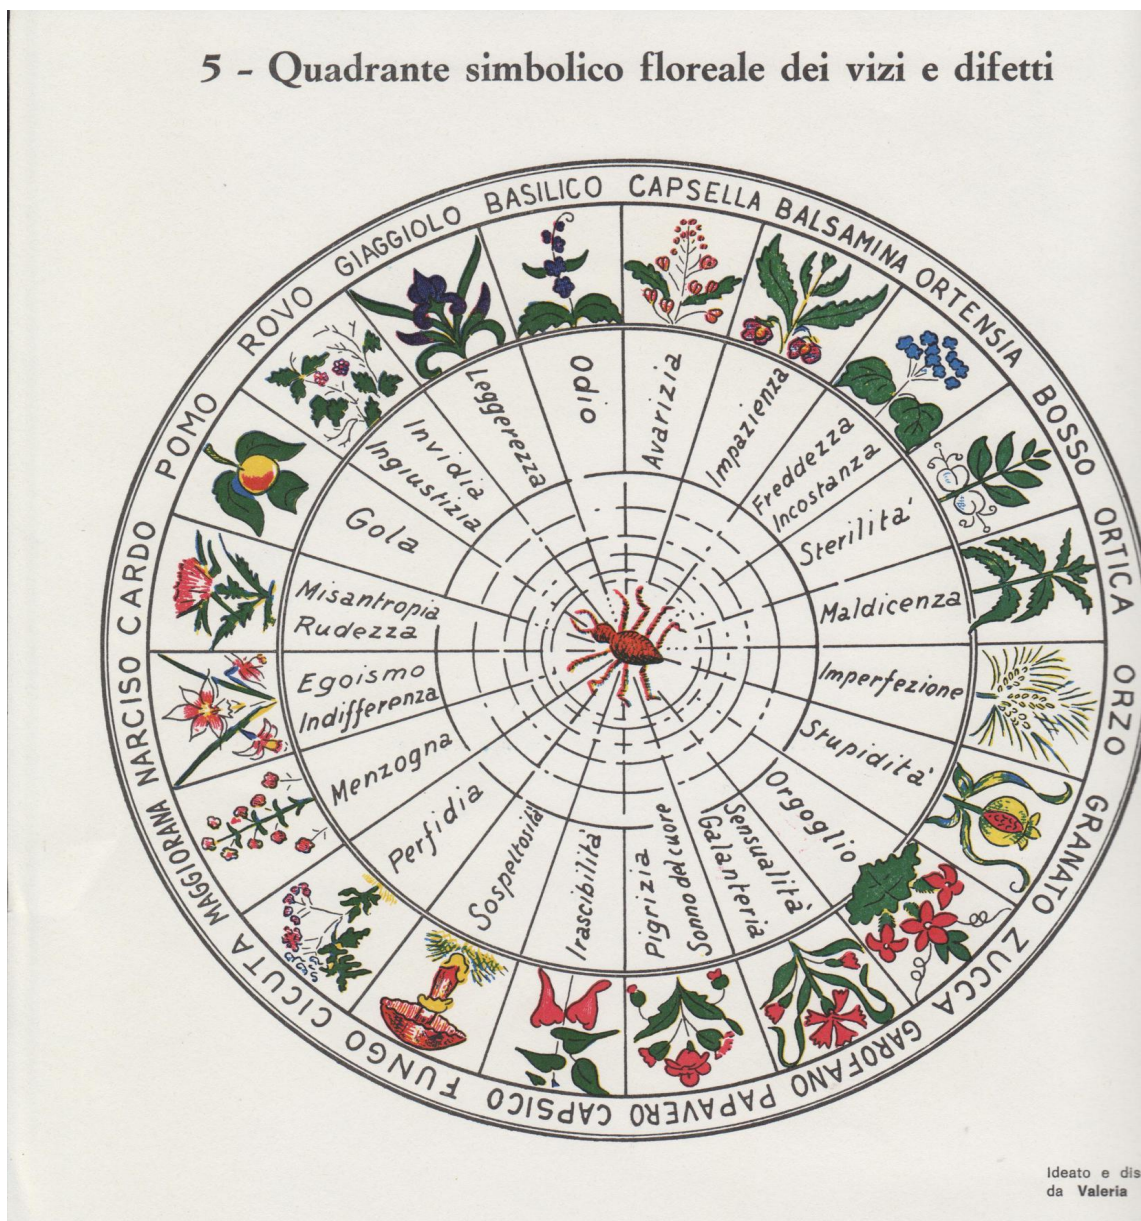 5 - Quadrante simbolico floreale dei vizi e difetti
CAPSELLA
BALSAMINA
ORTENSIA
BOSSO
ORTICA
ORZO
GRANATO
ZUCCA
GAROFANO
PAPAVERO
CAPSICO
FUNGO
CICUTA
MAGGIORANA
NARCISO
CARDO
POMO
ROVO
GIAGGIOLO
BASILICO
Avarizia
Impazienza
Freddezza
Incostanza
Sterilità
Maldicenza
Imperfezione
Stupidità
Orgoglio
Sensualità
Galanteria
Pigrizia
Sonno del cuore
Irascibilità
Sospettosità
Perfidia
Menzogna
Egoismo
Indifferenza
Misantropia
Rudezza
Gola
Invidia
Ingiustizia
Leggerezza
Odio
Ideato e dis
da Valeria